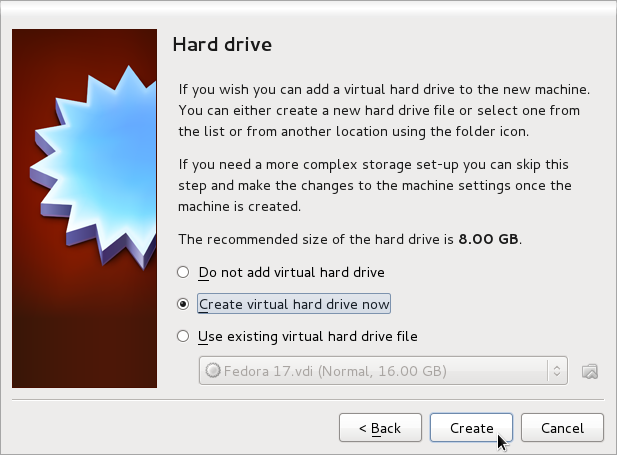 Hard drive
If you wish you can add a virtual hard drive to the new machine.
You can either create a new hard drive file or select one from
the list or from another location using the folder icon.
If you need a more complex storage set-up you can skip this
step and make the changes to the machine settings once the
machine is created.
The recommended size of the hard drive is 8.00 GB.
Do not add virtual hard drive
Create virtual hard drive now
Use existing virtual hard drive file
Fedora 17.vdi (Normal, 16.00 GB)
< Back Create Cancel